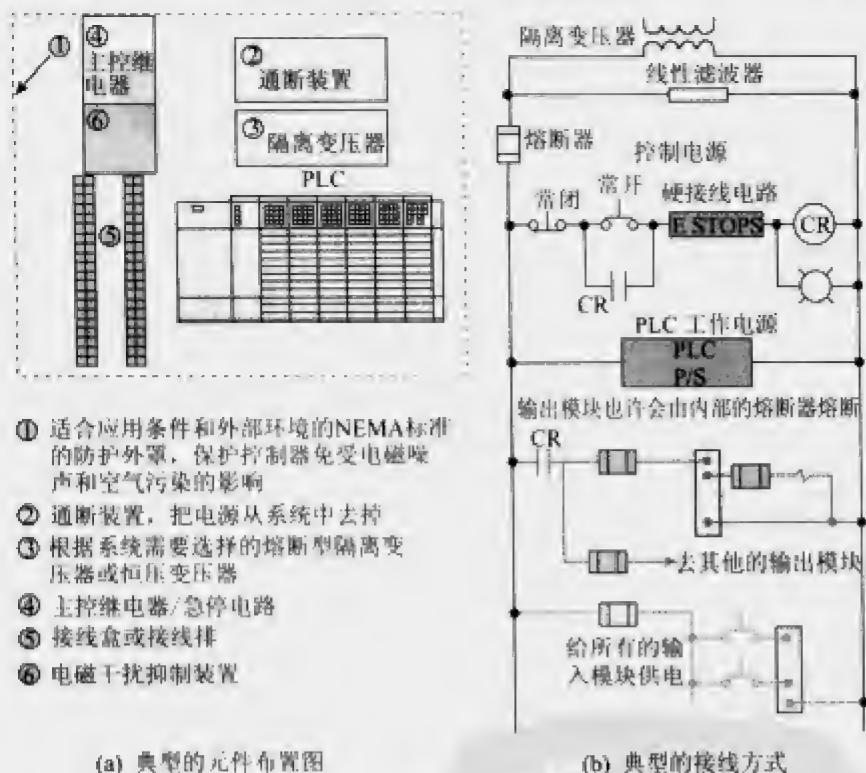 ①
④
主控继
电器
⑥
⑤
②
通断装置
③
隔离变压器
PLC
① 适合应用条件和外部环境的NEMA标准
的防护外罩，保护控制器免受电磁噪
声和空气污染的影响
② 通断装置，把电源从系统中去掉
③ 根据系统需要选择的熔断型隔离变
压器或恒压变压器
④ 主控继电器/急停电路
⑤ 接线盒或接线排
⑥ 电磁干扰抑制装置
(a) 典型的元件布置图
隔离变压器
线性滤波器
熔断器
控制电源
常闭
常开
硬接线电路
E STOPS
CR
CR
PLC 工作电源
PLC
P/S
输出模块也许会由内部的熔断器熔断
CR
去其他的输出模块
给所有的输
入模块供电
(b) 典型的接线方式